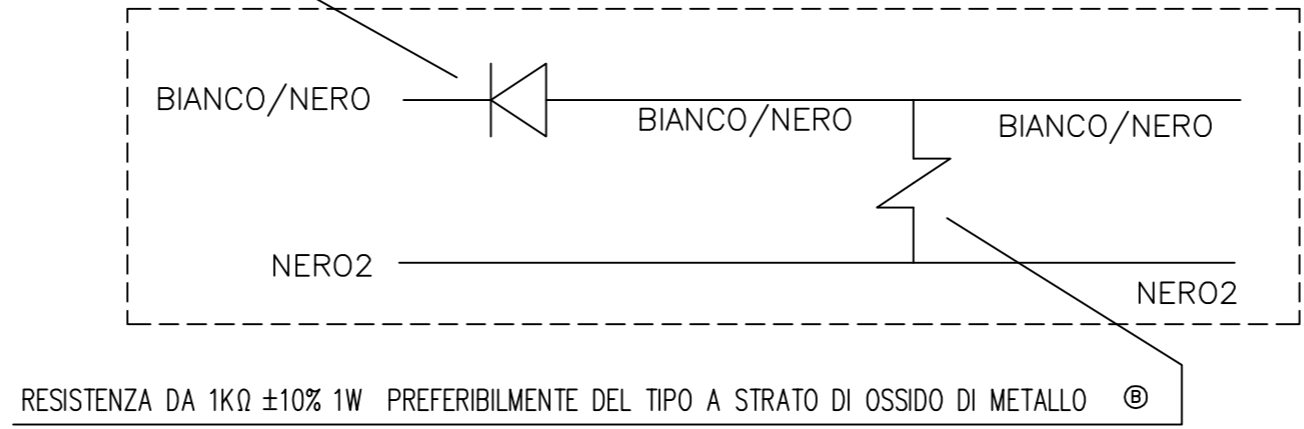 BIANCO/NERO
BIANCO/NERO
BIANCO/NERO
NERO2
NERO2
RESISTENZA DA 1KΩ ±10% 1W PREFERIBILMENTE DEL TIPO A STRATO DI OSSIDO DI METALLO Ⓑ